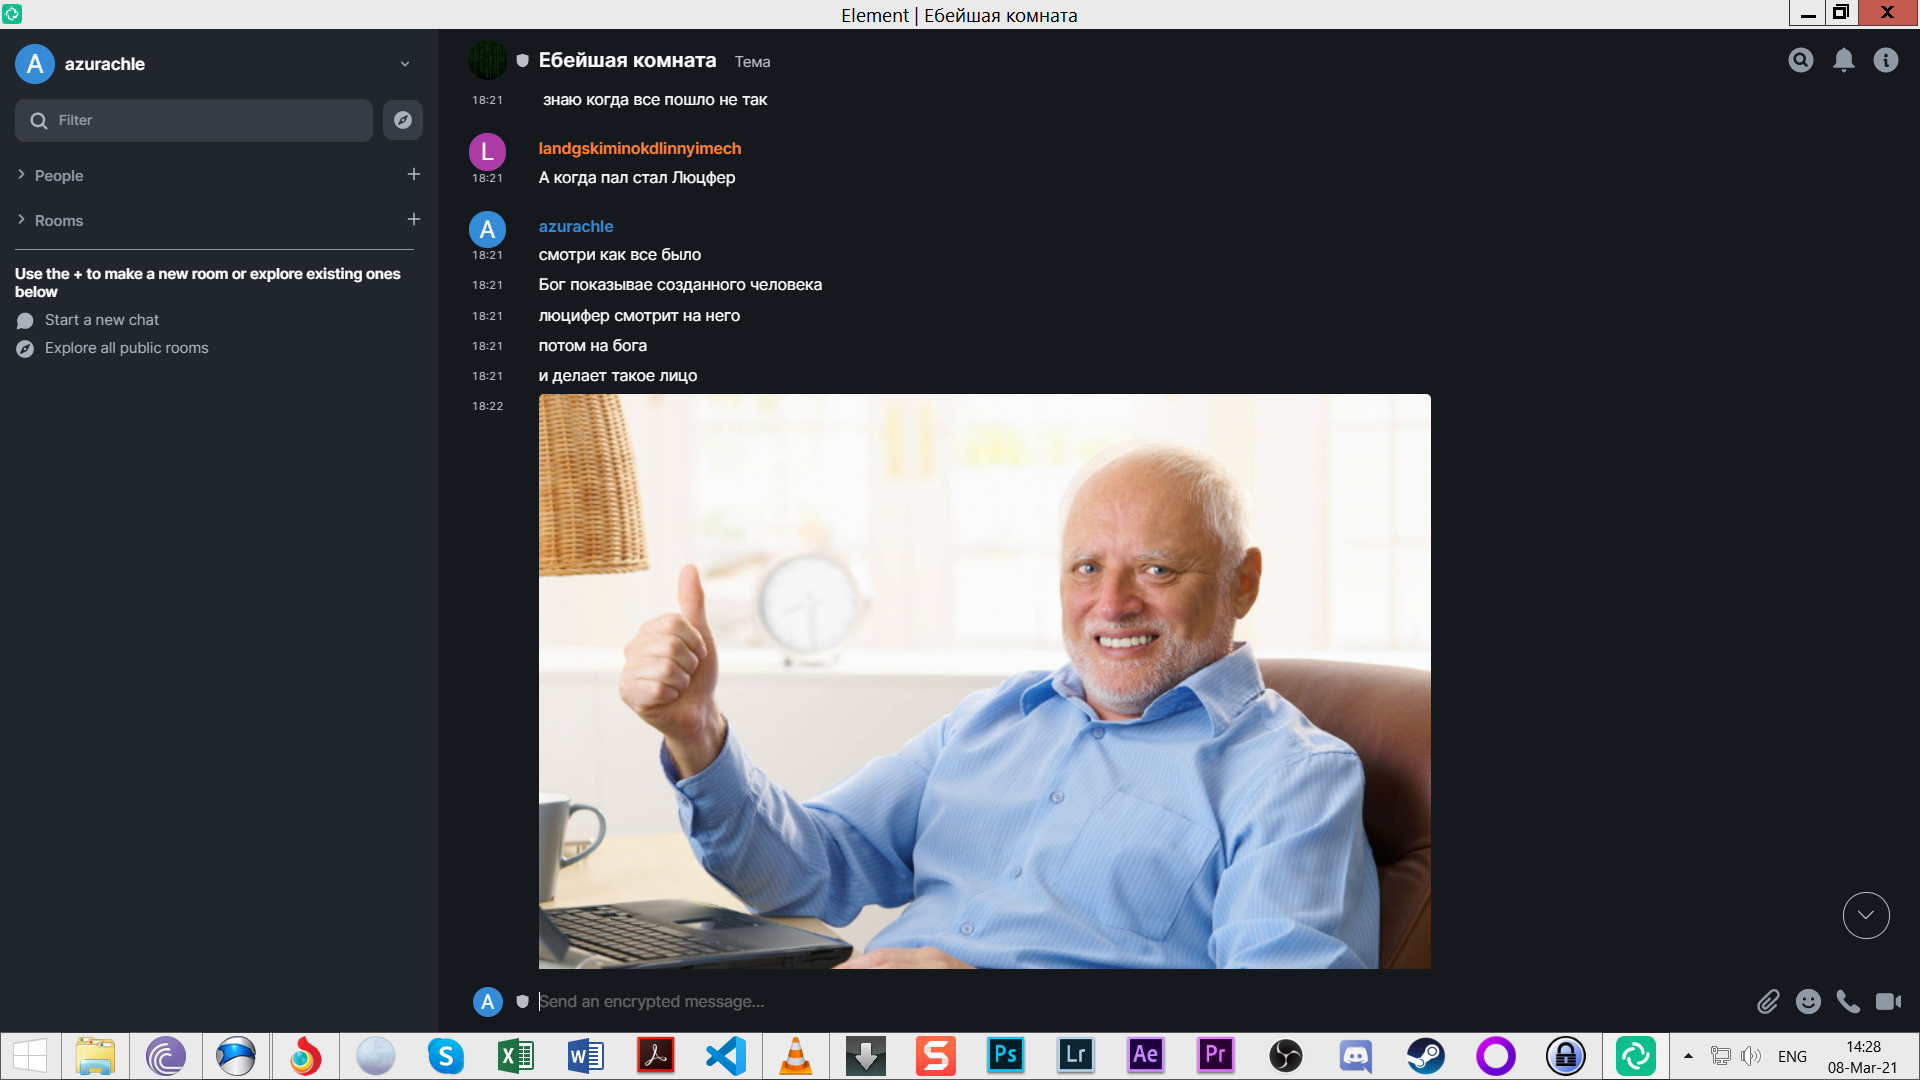 Element | Ебейшая комната
A azurachle
Filter
People
Rooms
Use the + to make a new room or explore existing ones
below
Start a new chat
Explore all public rooms
Ебейшая комната Тема
18:21 знаю когда все пошло не так
L landgskiminokdlinnyimech
18:21 А когда пал стал Люцфер
A azurachle
18:21 смотри как все было
18:21 Бог показывае созданного человека
18:21 люцифер смотрит на него
18:21 потом на бога
18:21 и делает такое лицо
18:22
A Send an encrypted message...
S X W S Ps Lr Ae Pr ENG 14:28
08-Mar-21